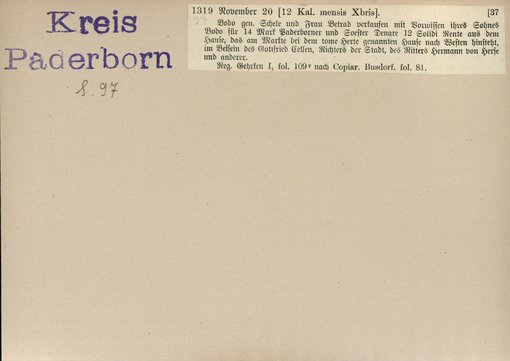 Kreis
Paderborn
S. 97
1319 November 20 [12 Kal. mensis Xbris]. [37
Bodo gen. Schele und Frau Betrad verkaufen mit Vorwissen ihres Sohnes
Bodo für 14 Mark Paderborner und Soester Denare 12 Solidi Rente aus dem
Hause, das am Markte bei dem tome Herte genannten Hause nach Westen hinsteht,
im Beisein des Gottfried Crllen, Richters der Stadt, des Ritters Hermann von Herse
und anderer.
Reg. Gehrken I, fol. 109v nach Copiar. Busdorf. fol. 81.